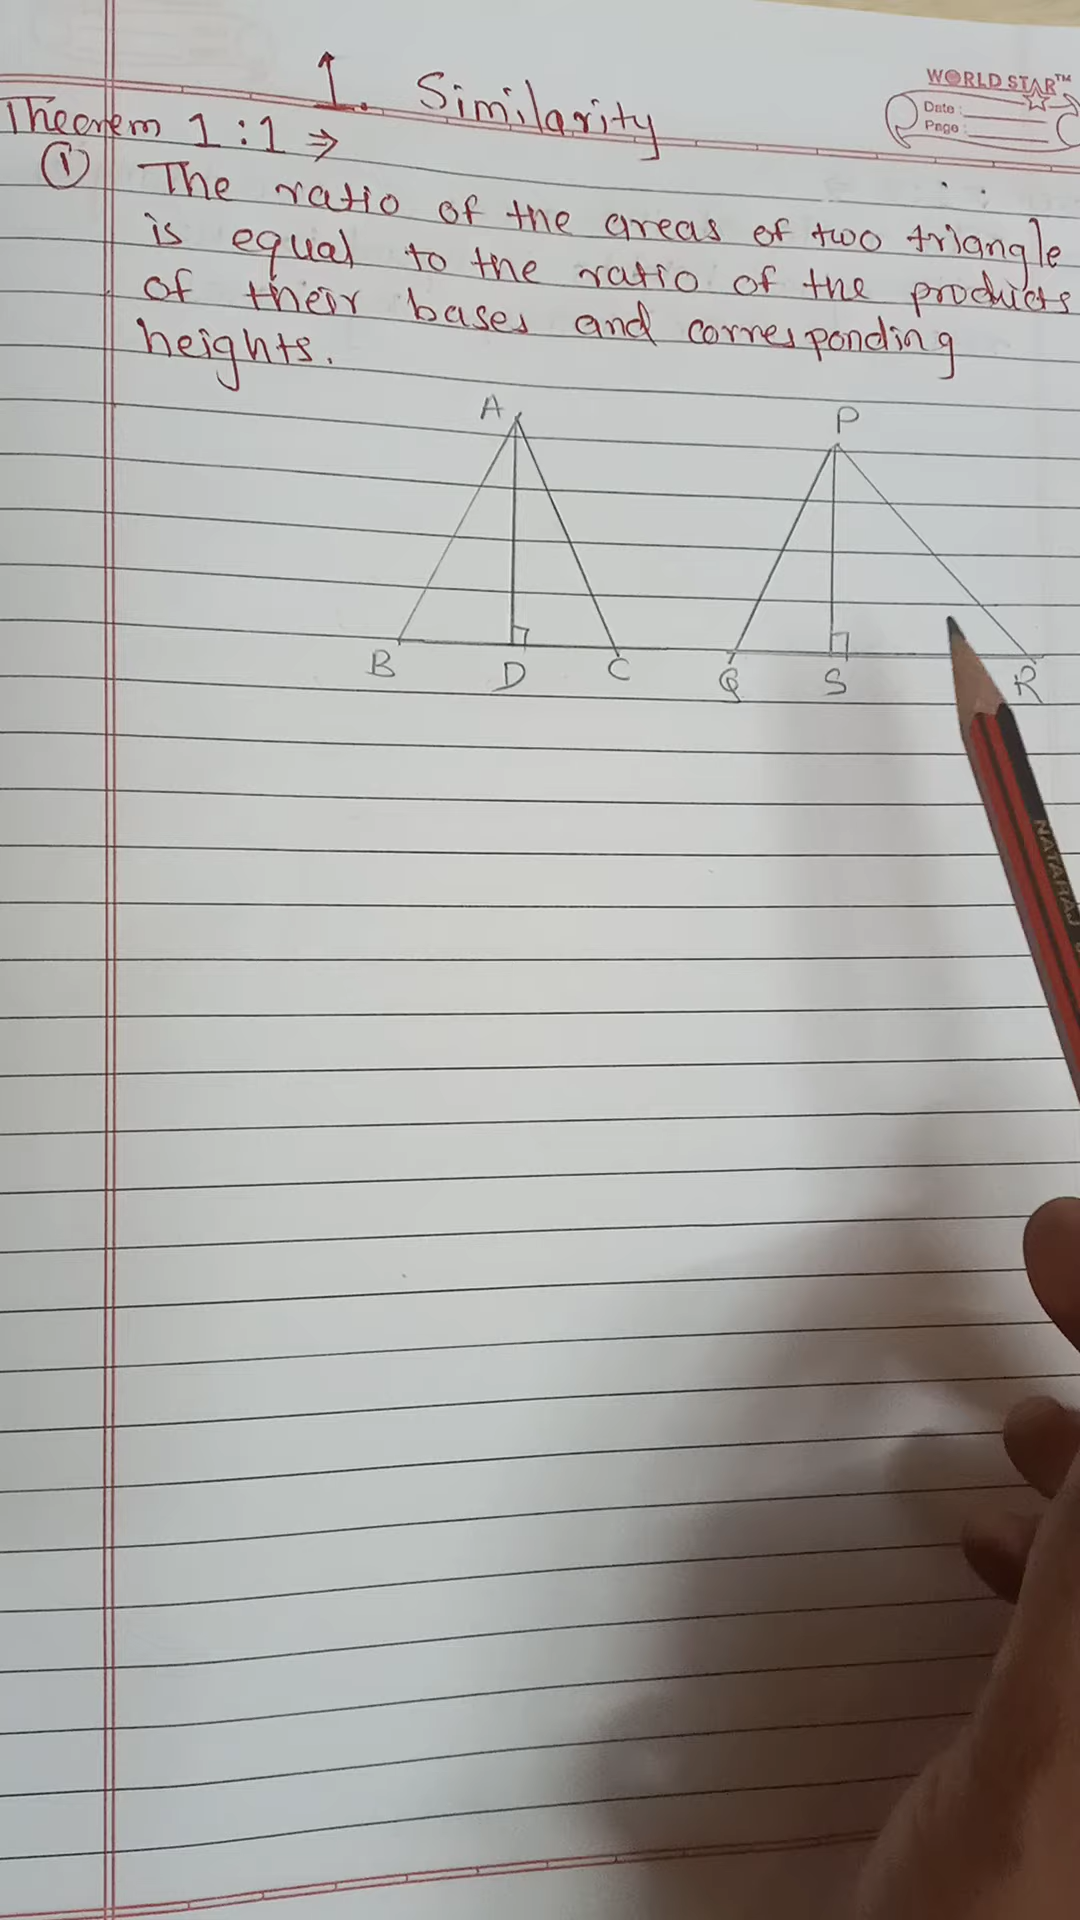 1. Similarity
WORLD STAR™
Date :
Page :
Theorem 1:1 ⇒
① The ratio of the areas of two triangle
is equal to the ratio of the products
of their bases and corresponding
heights.
A
P
B D C Q S R
NATARAJ